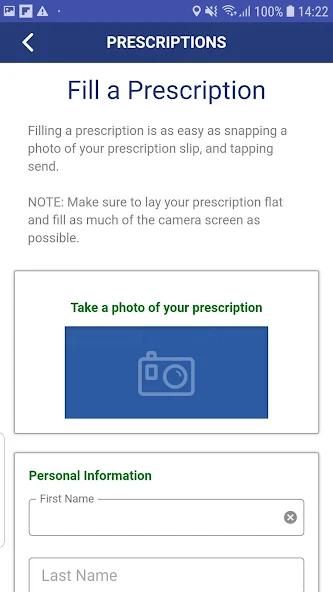 100% 14:22
PRESCRIPTIONS
Fill a Prescription
Filling a prescription is as easy as snapping a
photo of your prescription slip, and tapping
send.
NOTE: Make sure to lay your prescription flat
and fill as much of the camera screen as
possible.
Take a photo of your prescription
Personal Information
First Name
Last Name